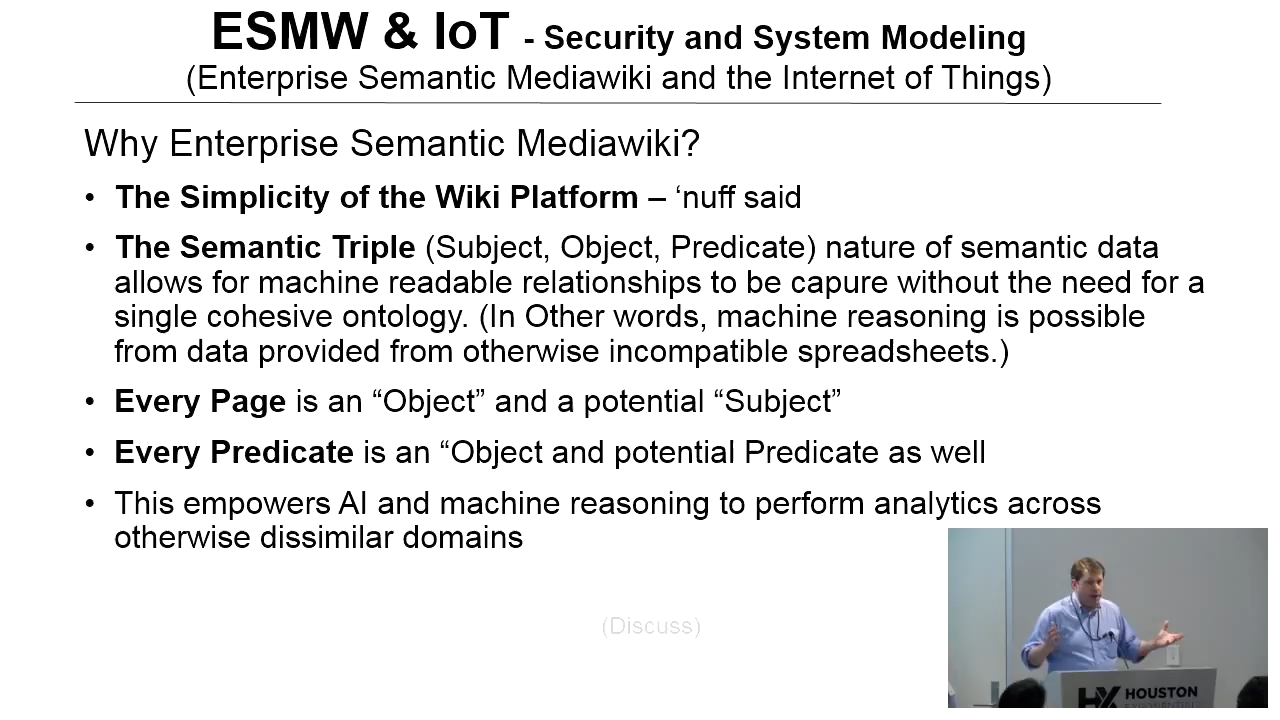 ESMW & IoT - Security and System Modeling
(Enterprise Semantic Mediawiki and the Internet of Things)
Why Enterprise Semantic Mediawiki?
• The Simplicity of the Wiki Platform – ‘nuff said
• The Semantic Triple (Subject, Object, Predicate) nature of semantic data
allows for machine readable relationships to be capure without the need for a
single cohesive ontology. (In Other words, machine reasoning is possible
from data provided from otherwise incompatible spreadsheets.)
• Every Page is an “Object” and a potential “Subject”
• Every Predicate is an “Object and potential Predicate as well
• This empowers AI and machine reasoning to perform analytics across
otherwise dissimilar domains
(Discuss)
HX HOUSTON